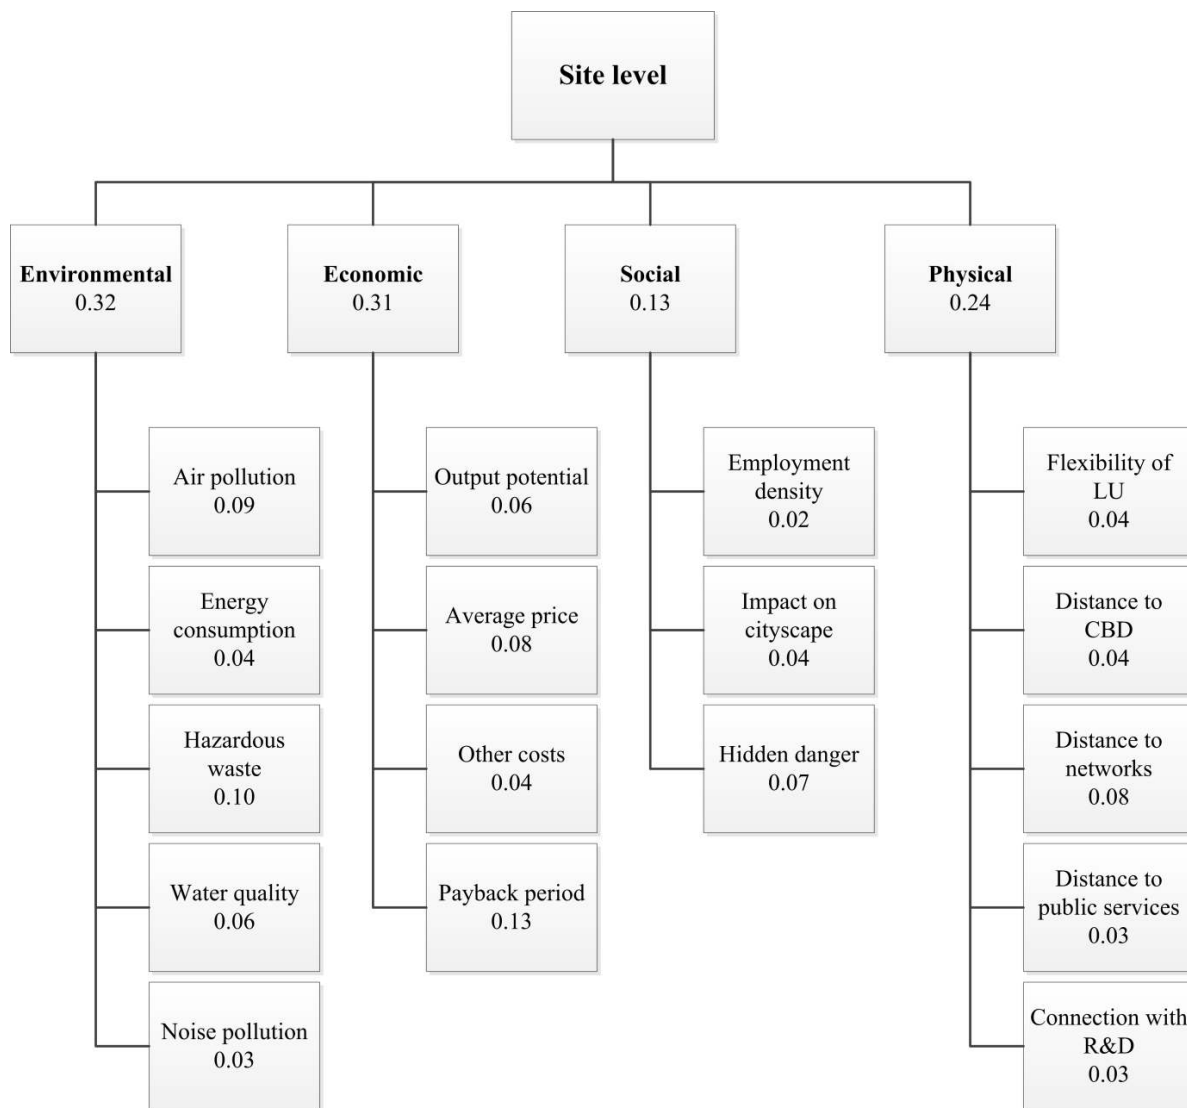 Site level
Environmental
0.32
Economic
0.31
Social
0.13
Physical
0.24
Air pollution
0.09
Energy
consumption
0.04
Hazardous
waste
0.10
Water quality
0.06
Noise pollution
0.03
Output potential
0.06
Average price
0.08
Other costs
0.04
Payback period
0.13
Employment
density
0.02
Impact on
cityscape
0.04
Hidden danger
0.07
Flexibility of
LU
0.04
Distance to
CBD
0.04
Distance to
networks
0.08
Distance to
public services
0.03
Connection with
R&D
0.03